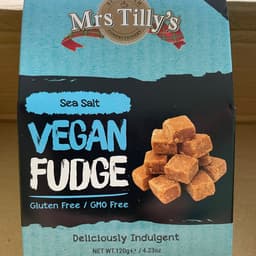 Mrs Tilly's
Sea Salt
VEGAN
FUDGE
Gluten Free / GMO Free
Deliciously Indulgent
NET WT.120g℮ / 4.23oz